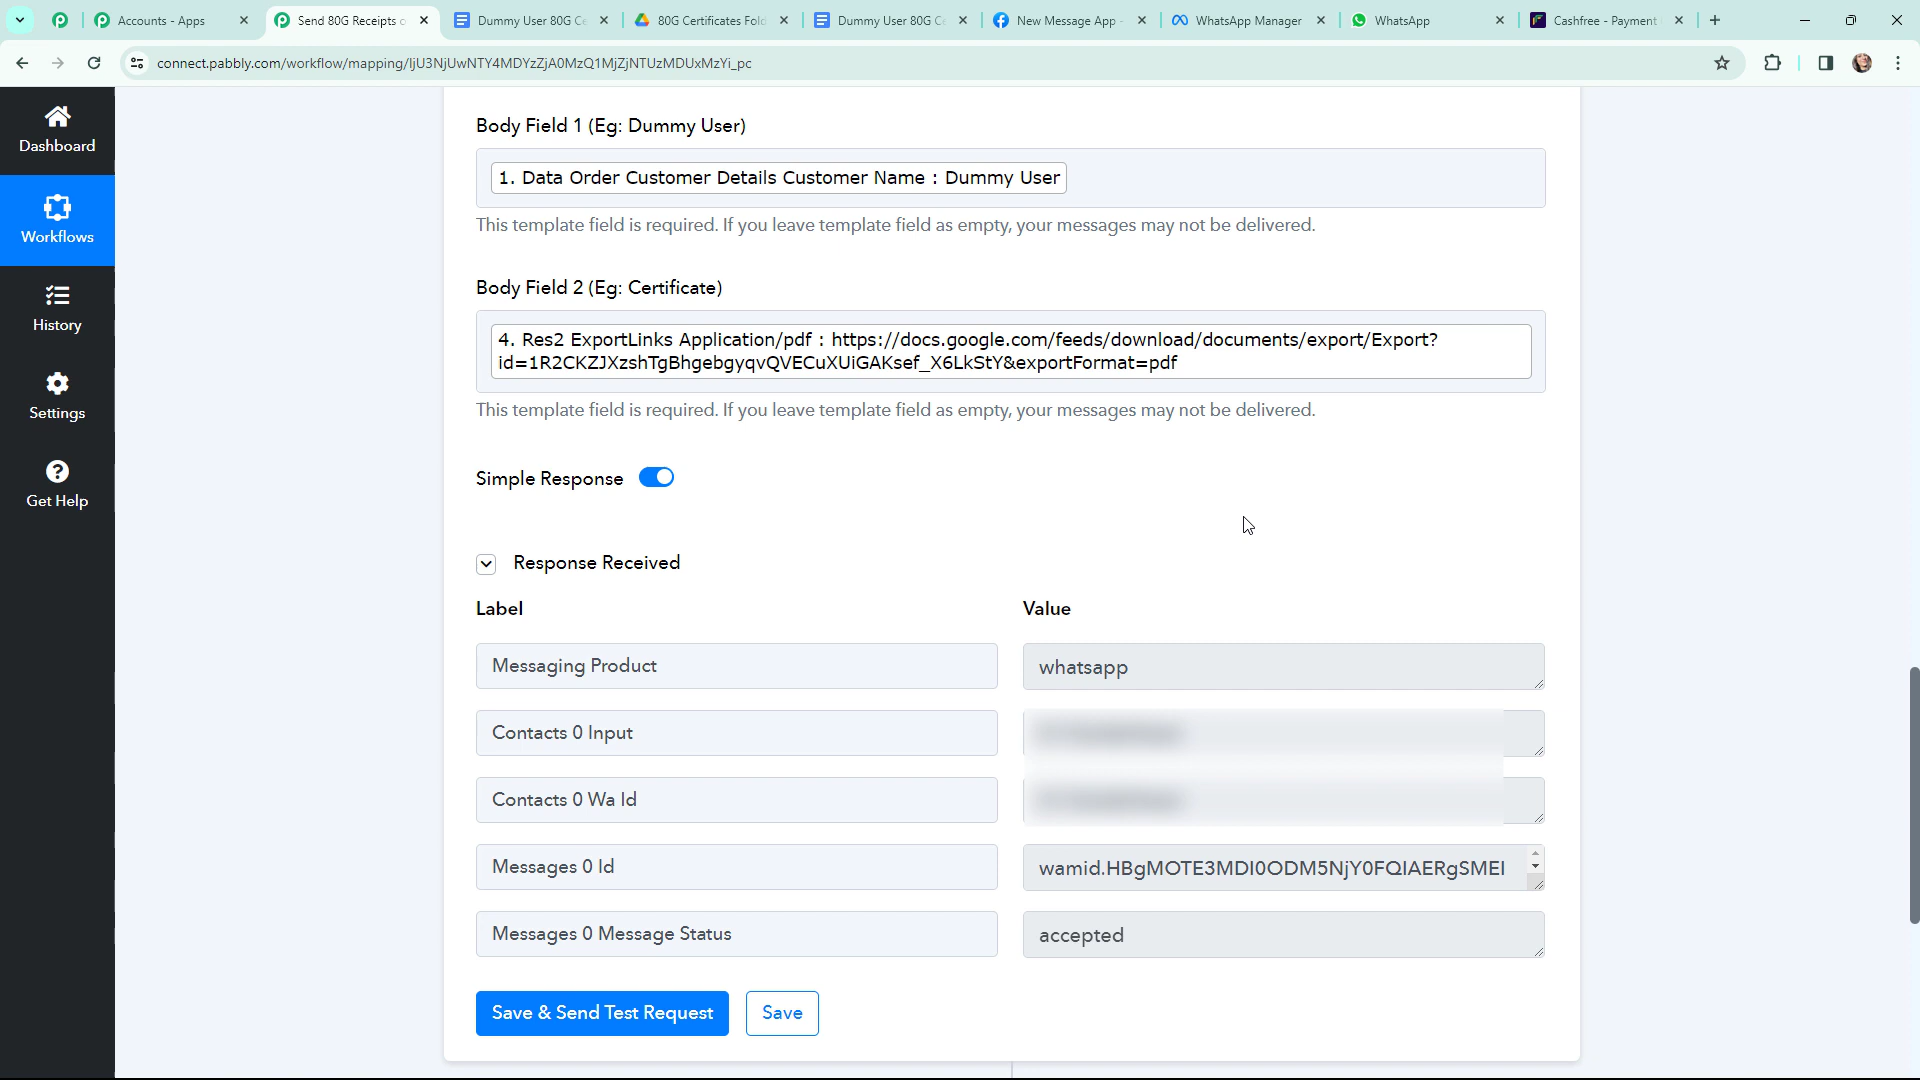 Accounts - Apps
Send 80G Receipts o
Dummy User 80G Ce
80G Certificates Fold
Dummy User 80G Ce
New Message App -
WhatsApp Manager
WhatsApp
Cashfree - Payment
connect.pabbly.com/workflow/mapping/IjU3NjUwNTY4MDYzZjA0MzQ1MjZjNTUzMDUxMzYi_pc
Dashboard
Workflows
History
Settings
Get Help
Body Field 1 (Eg: Dummy User)
1. Data Order Customer Details Customer Name : Dummy User
This template field is required. If you leave template field as empty, your messages may not be delivered.
Body Field 2 (Eg: Certificate)
4. Res2 ExportLinks Application/pdf : https://docs.google.com/feeds/download/documents/export/Export?
id=1R2CKZJXzshTgBhgebgyqvQVECuXUiGAKsef_X6LkStY&exportFormat=pdf
This template field is required. If you leave template field as empty, your messages may not be delivered.
Simple Response
Response Received
Label
Value
Messaging Product
whatsapp
Contacts 0 Input
Contacts 0 Wa Id
Messages 0 Id
wamid.HBgMOTE3MDI0ODM5NjY0FQIAERgSMEI
Messages 0 Message Status
accepted
Save & Send Test Request
Save